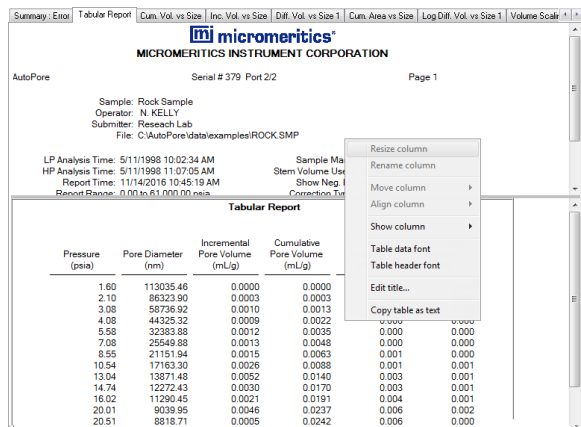 Summary : Error Tabular Report Cum. Vol. vs Size Inc. Vol. vs Size Diff. Vol. vs Size 1 Cum. Area vs Size Log Diff. Vol. vs Size 1 Volume Scalin
mi micromeritics®
MICROMERITICS INSTRUMENT CORPORATION
AutoPore Serial # 379 Port 2/2 Page 1
Sample: Rock Sample
Operator: N. KELLY
Submitter: Reseach Lab
File: C:\AutoPore\data\examples\ROCK.SMP
LP Analysis Time: 5/11/1998 10:02:34 AM Sample Ma
HP Analysis Time: 5/11/1998 11:07:05 AM Stem Volume Use
Report Time: 11/14/2016 10:45:19 AM Show Neg. I
Report Range: 0.00 to 61,000.00 psia Correction Typ
Resize column
Rename column
Move column
Align column
Show column
Table data font
Table header font
Edit title...
Copy table as text
Tabular Report
Incremental Cumulative
Pressure Pore Diameter Pore Volume Pore Volume
(psia) (nm) (mL/g) (mL/g)
1.60 113035.46 0.0000 0.0000
2.10 86323.90 0.0003 0.0003
3.08 58736.92 0.0010 0.0013
4.08 44325.32 0.0009 0.0022 0.000 0.000
5.58 32383.88 0.0012 0.0035 0.000 0.000
7.08 25549.88 0.0013 0.0048 0.000 0.000
8.55 21151.94 0.0015 0.0063 0.001 0.000
10.54 17163.30 0.0026 0.0088 0.001 0.001
13.04 13871.48 0.0052 0.0140 0.003 0.001
14.74 12272.43 0.0030 0.0170 0.003 0.001
16.02 11290.45 0.0021 0.0191 0.004 0.001
20.01 9039.95 0.0046 0.0237 0.006 0.002
20.51 8818.71 0.0005 0.0242 0.006 0.000